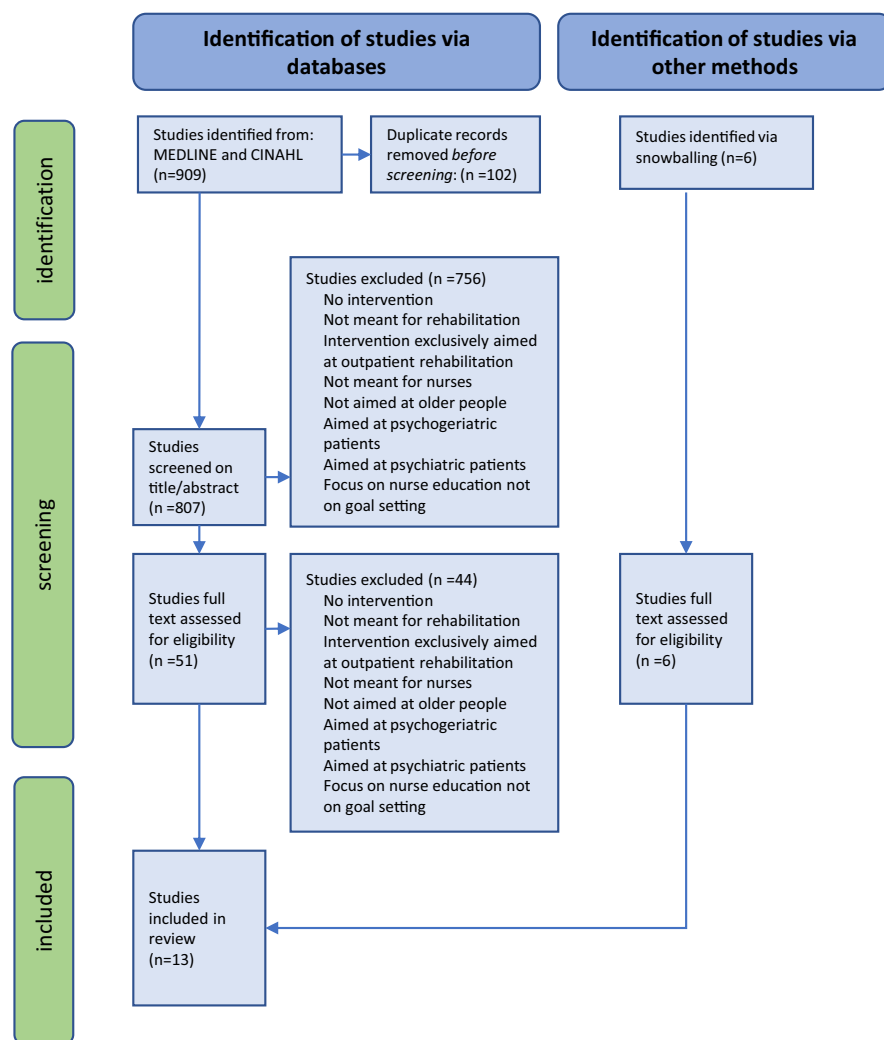 Identification of studies via
databases
Identification of studies via
other methods
identification
Studies identified from:
MEDLINE and CINAHL
(n=909)
Duplicate records
removed before
screening: (n =102)
Studies identified via
snowballing (n=6)
screening
Studies excluded (n =756)
No intervention
Not meant for rehabilitation
Intervention exclusively aimed
at outpatient rehabilitation
Not meant for nurses
Not aimed at older people
Aimed at psychogeriatric
patients
Aimed at psychiatric patients
Focus on nurse education not
on goal setting
Studies
screened on
title/abstract
(n =807)
Studies full
text assessed
for eligibility
(n =51)
Studies excluded (n =44)
No intervention
Not meant for rehabilitation
Intervention exclusively aimed
at outpatient rehabilitation
Not meant for nurses
Not aimed at older people
Aimed at psychogeriatric
patients
Aimed at psychiatric patients
Focus on nurse education not
on goal setting
Studies full
text assessed
for eligibility
(n =6)
included
Studies
included in
review
(n=13)